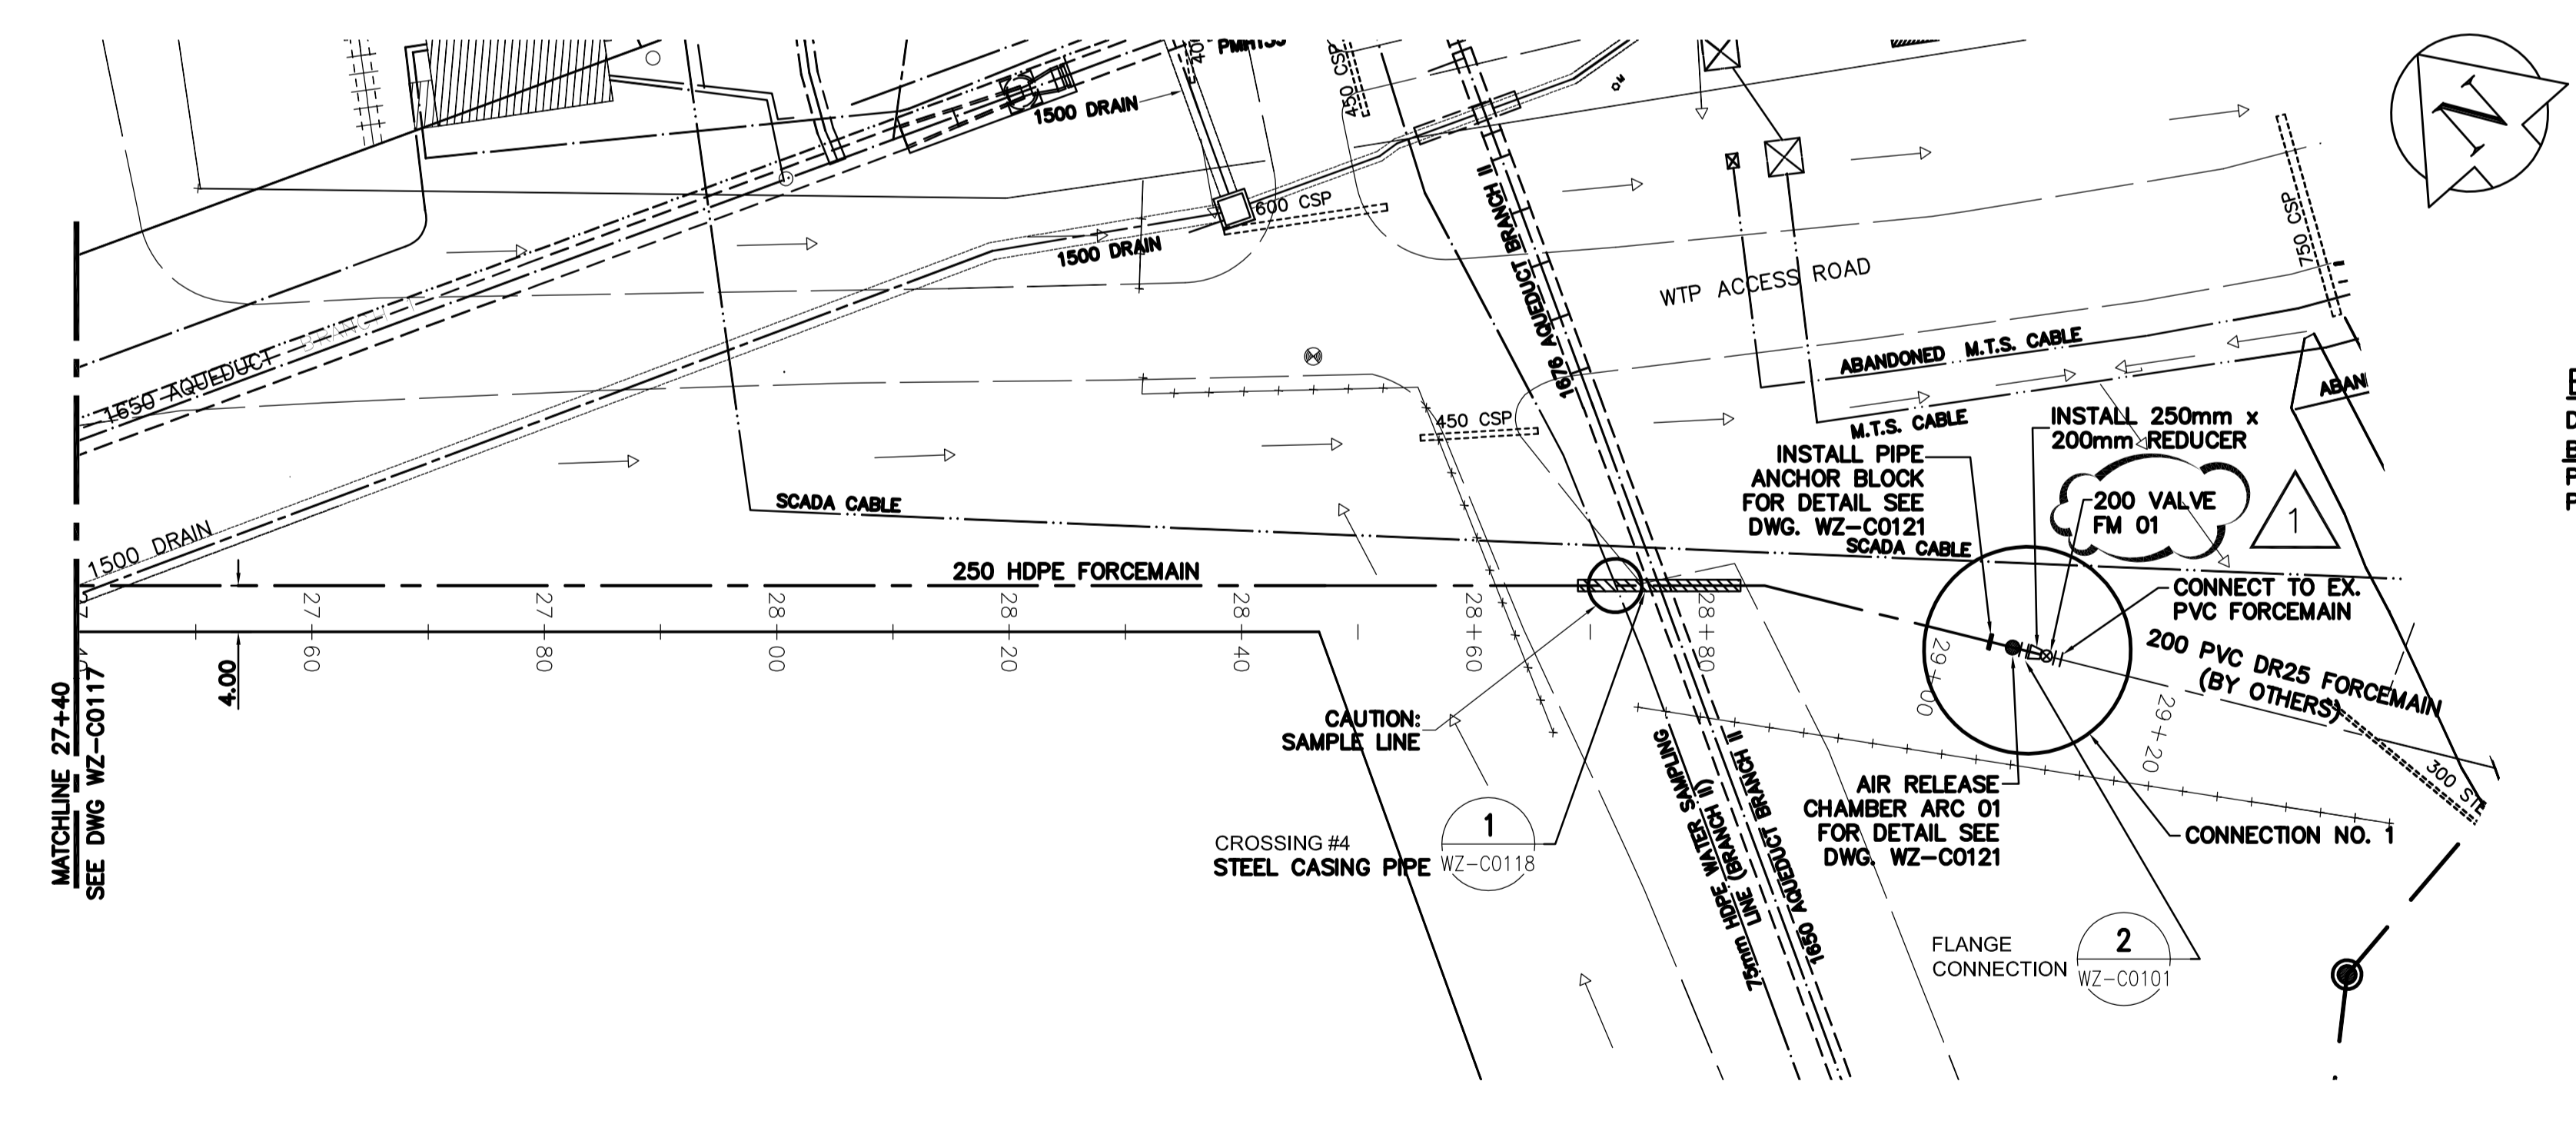 1500 DRAIN
600 CSP
1500 DRAIN
450 CSP
1676 AQUEDUCT BRANCH II
WTP ACCESS ROAD
750 CSP
N
1650 AQUEDUCT BRANCH I
ABANDONED M.T.S. CABLE
M.T.S. CABLE
450 CSP
INSTALL PIPE
ANCHOR BLOCK
FOR DETAIL SEE
DWG. WZ-C0121
INSTALL 250mm x
200mm REDUCER
200 VALVE
FM 01
1
SCADA CABLE
SCADA CABLE
1500 DRAIN
250 HDPE FORCEMAIN
CONNECT TO EX.
PVC FORCEMAIN
200 PVC DR25 FORCEMAIN
(BY OTHERS)
27
60
27
80
28
00
28
20
28
40
28+60
28+80
29+00
29+20
4.00
MATCHLINE 27+40
SEE DWG WZ-C0117
CAUTION:
SAMPLE LINE
CROSSING #4
STEEL CASING PIPE
1
WZ-C0118
75mm HDPE WATER SAMPLING
LINE (BRANCH II)
1650 AQUEDUCT BRANCH II
AIR RELEASE
CHAMBER ARC 01
FOR DETAIL SEE
DWG. WZ-C0121
CONNECTION NO. 1
FLANGE
CONNECTION
2
WZ-C0101